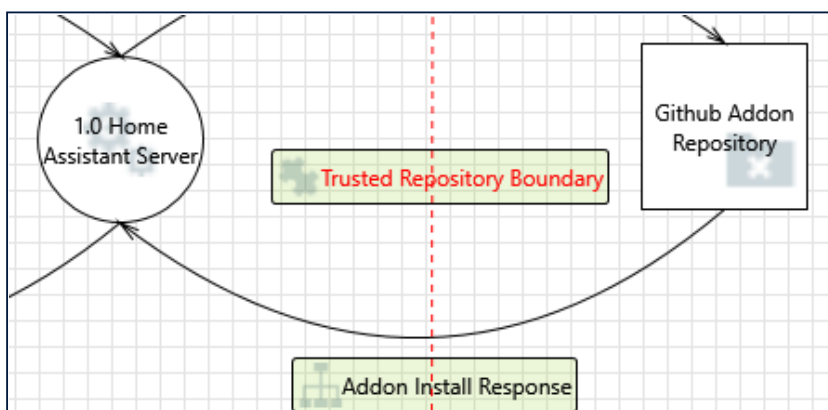 1.0 Home
Assistant Server
Github Addon
Repository
Trusted Repository Boundary
Addon Install Response